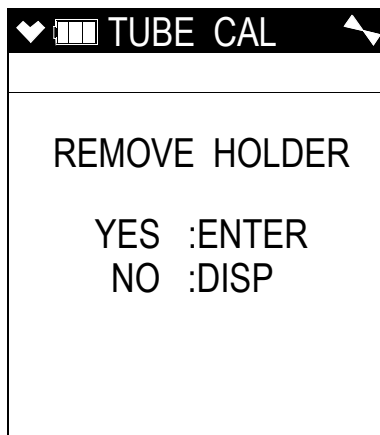 TUBE CAL
REMOVE HOLDER
YES :ENTER
NO :DISP